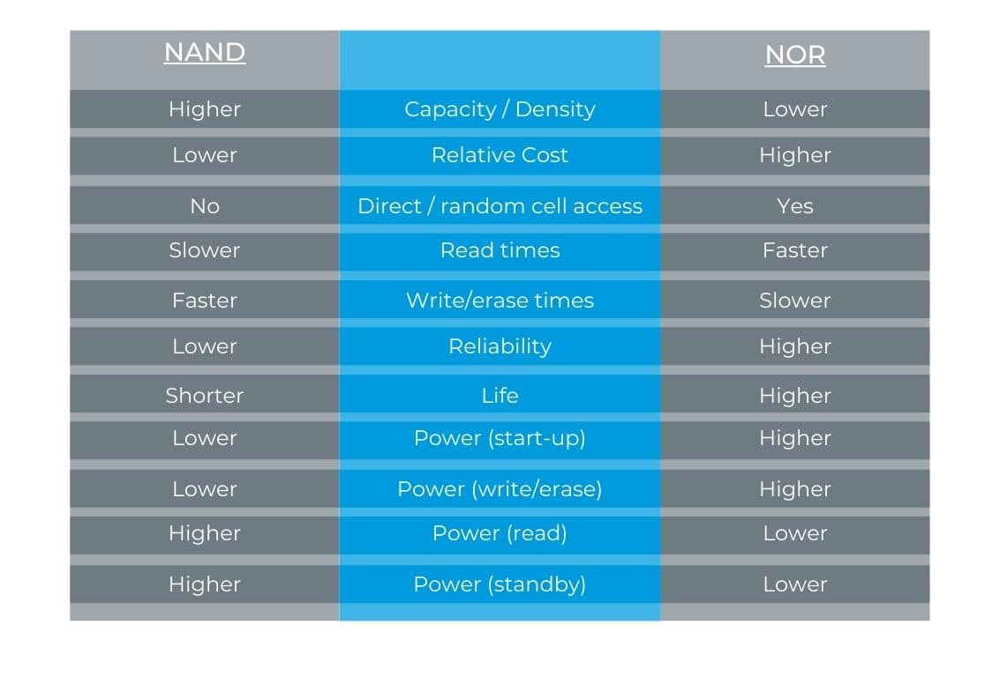 NAND NOR
Higher Capacity / Density Lower
Lower Relative Cost Higher
No Direct / random cell access Yes
Slower Read times Faster
Faster Write/erase times Slower
Lower Reliability Higher
Shorter Life Higher
Lower Power (start-up) Higher
Lower Power (write/erase) Higher
Higher Power (read) Lower
Higher Power (standby) Lower